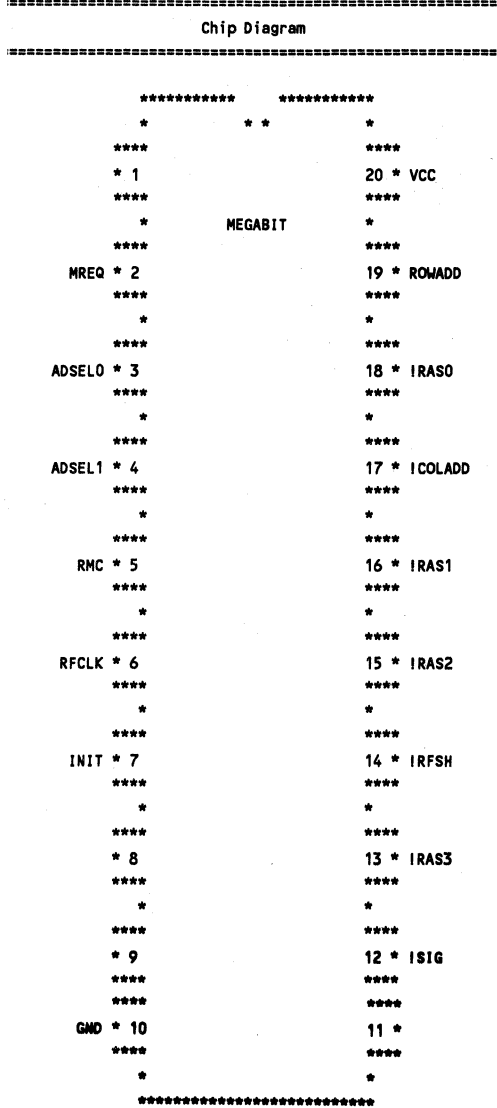 ================================================
Chip Diagram
================================================
*********** ***********
* * * *
**** ****
* 1 20 * VCC
**** ****
* MEGABIT *
**** ****
MREQ * 2 19 * ROWADD
**** ****
* *
**** ****
ADSEL0 * 3 18 * !RAS0
**** ****
* *
**** ****
ADSEL1 * 4 17 * !COLADD
**** ****
* *
**** ****
RMC * 5 16 * !RAS1
**** ****
* *
**** ****
RFCLK * 6 15 * !RAS2
**** ****
* *
**** ****
INIT * 7 14 * !RFSH
**** ****
* *
**** ****
* 8 13 * !RAS3
**** ****
* *
**** ****
* 9 12 * !SIG
**** ****
**** ****
GND * 10 11 *
**** ****
* *
***************************